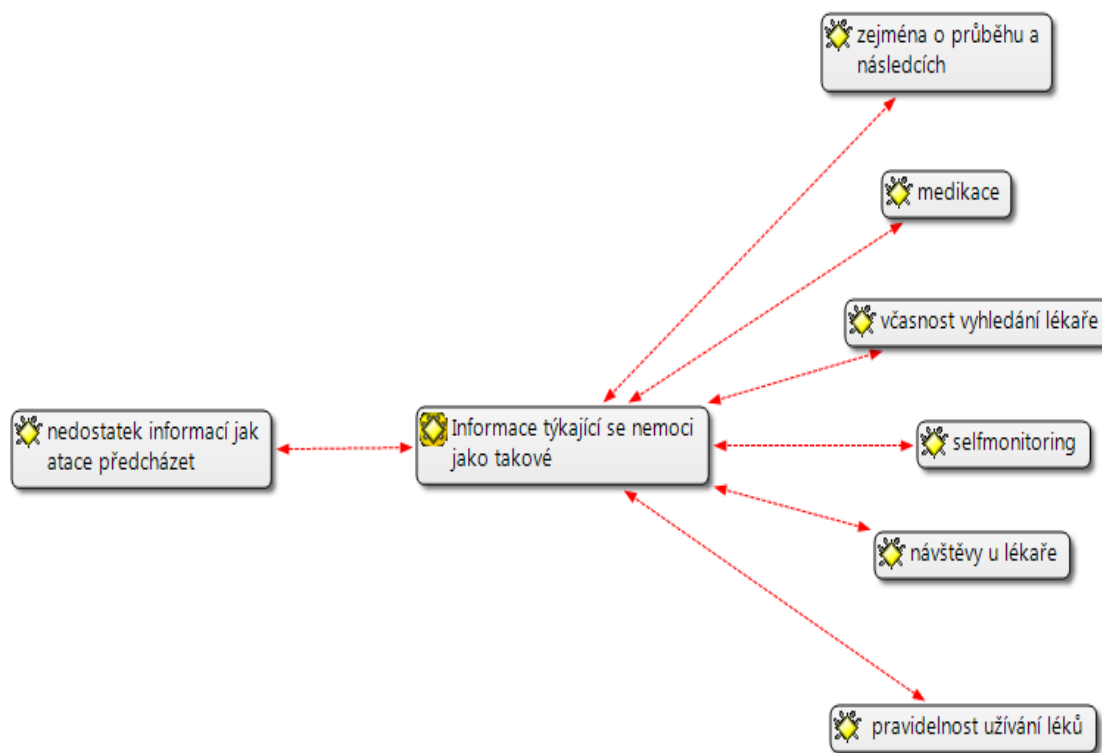 zejména o průběhu a
následcích
medikace
včasnost vyhledání lékaře
nedostatek informací jak
atace předcházet
Informace týkající se nemoci
jako takové
selfmonitoring
návštěvy u lékaře
pravidelnost užívání léků